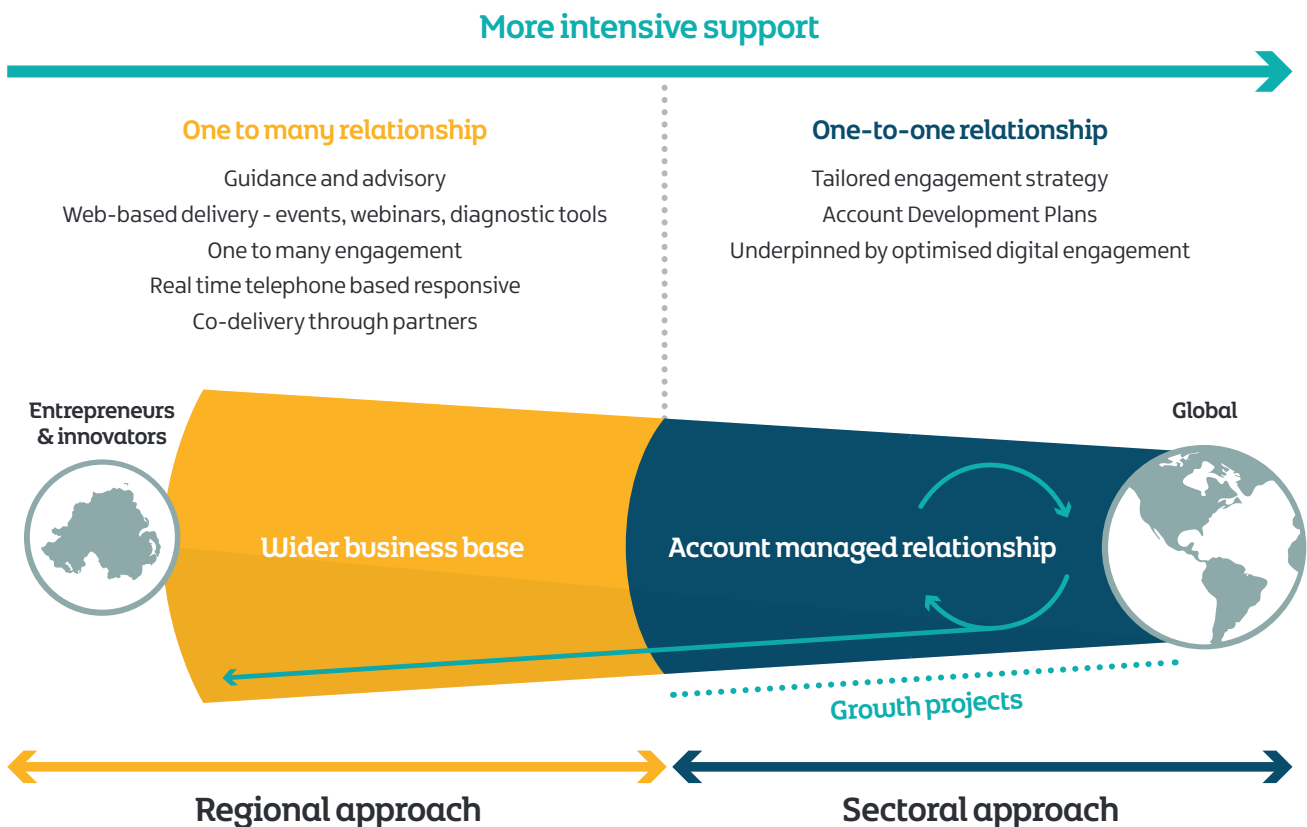 More intensive support
One to many relationship
Guidance and advisory
Web-based delivery - events, webinars, diagnostic tools
One to many engagement
Real time telephone based responsive
Co-delivery through partners
One-to-one relationship
Tailored engagement strategy
Account Development Plans
Underpinned by optimised digital engagement
Entrepreneurs
& innovators
Global
Wider business base
Account managed relationship
Growth projects
Regional approach
Sectoral approach